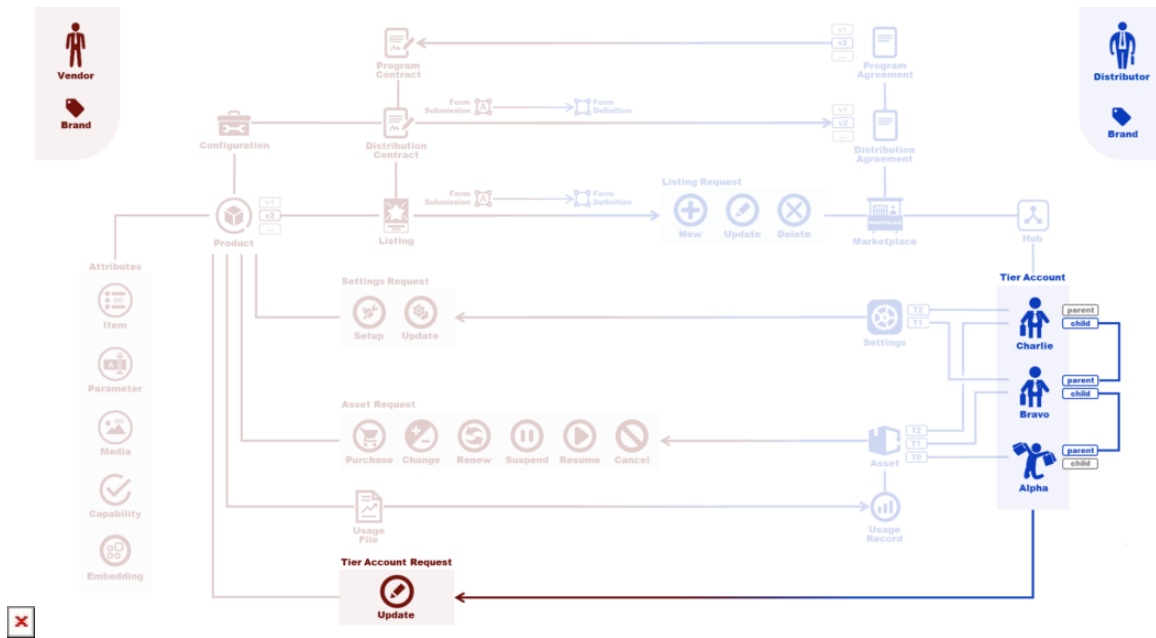 Vendor
Brand
Distributor
Brand
Program
Contract
v1
v2
...
Program
Agreement
Form
Submission
A
Form
Definition
Configuration
Distribution
Contract
v1
v2
...
Distribution
Agreement
Form
Submission
A
Form
Definition
Listing Request
New
Update
Delete
Product
v1
v2
...
Listing
Marketplace
Hub
Attributes
Item
Parameter
Media
Capability
Embedding
Settings Request
Setup
Update
Settings
T2
T1
Tier Account
Charlie
parent
child
Bravo
parent
child
Alpha
parent
child
Asset Request
Purchase
Change
Renew
Suspend
Resume
Cancel
Asset
T2
T1
T0
Usage
File
Usage
Record
Tier Account Request
Update